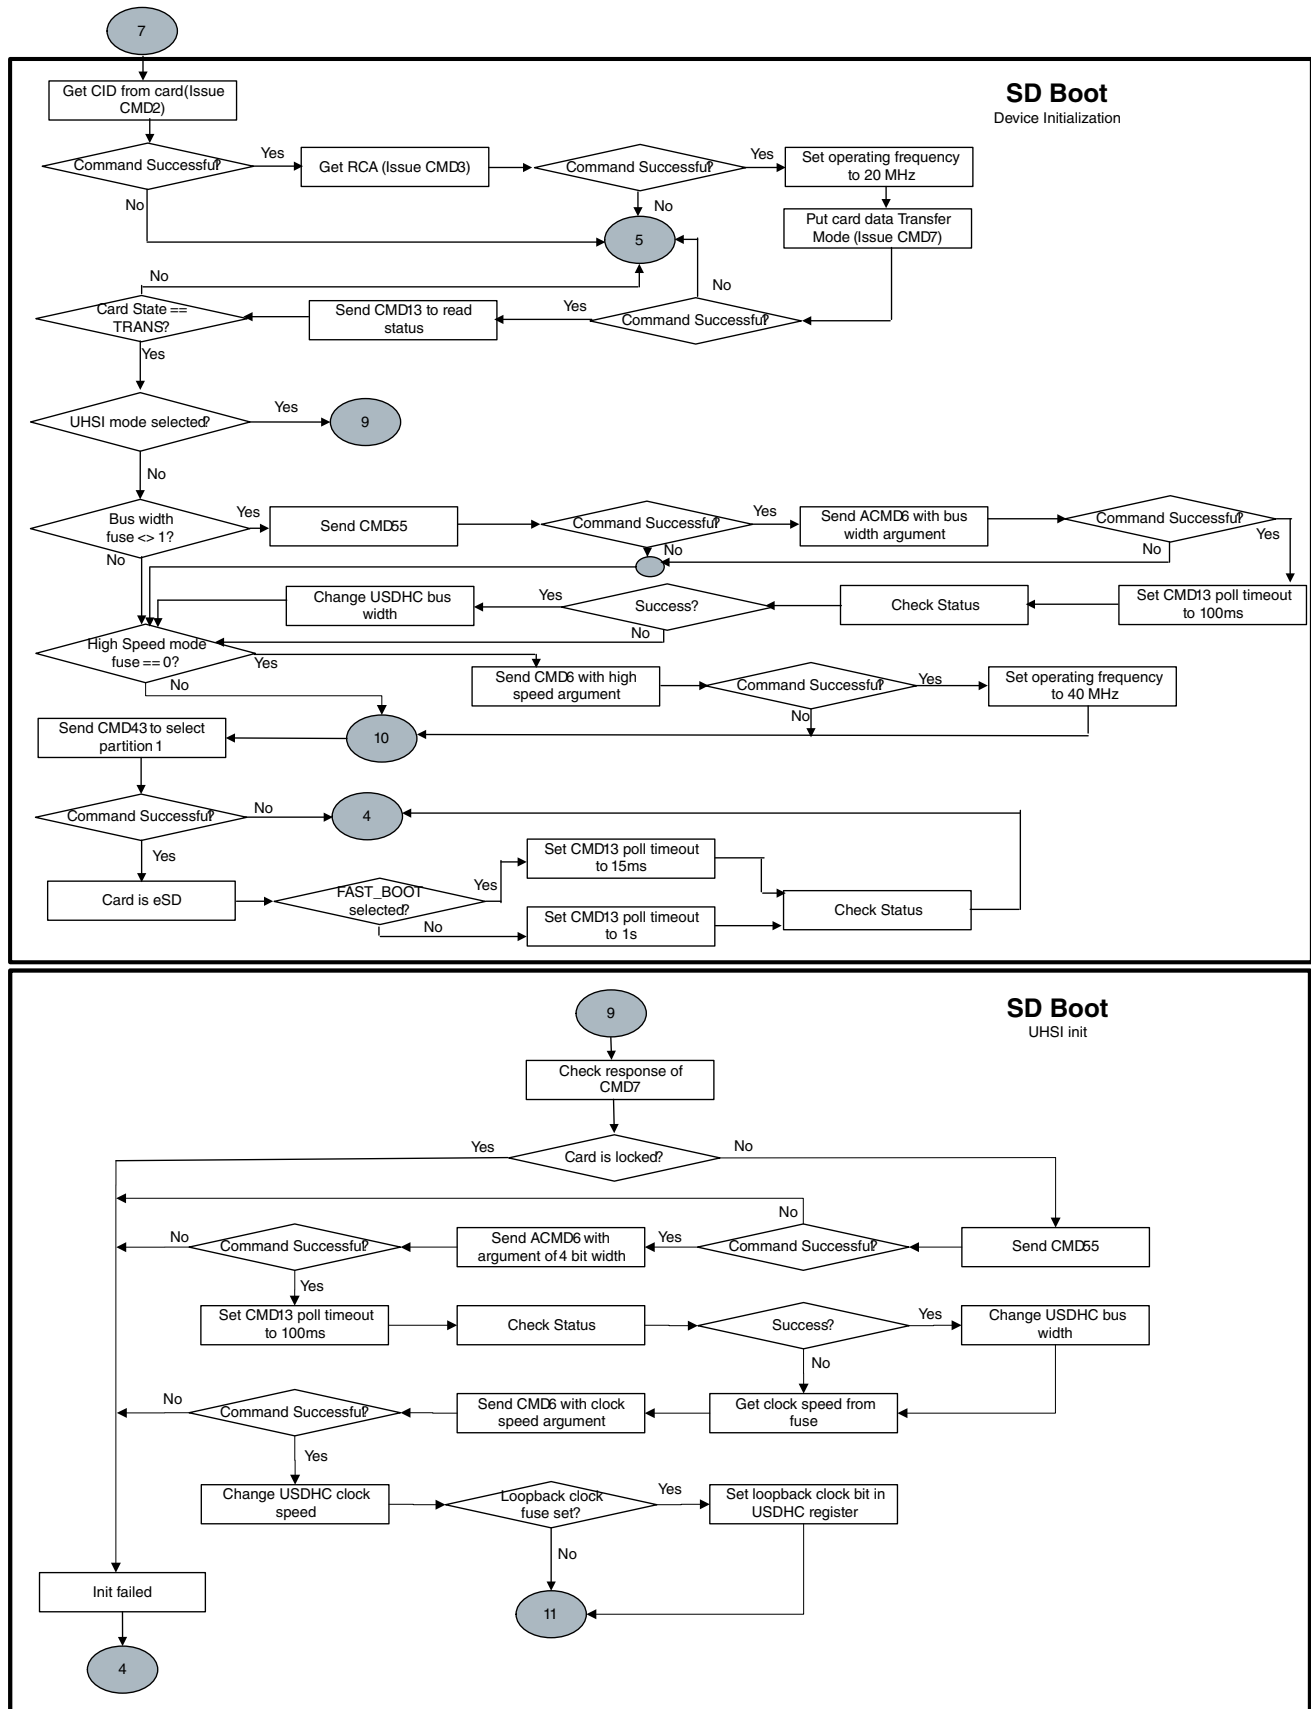 7
SD Boot
Device Initialization
Get CID from card(Issue
CMD2)
Command Successful?
Yes
Get RCA (Issue CMD3)
Command Successful?
Yes
Set operating frequency
to 20 MHz
No
No
5
Put card data Transfer
Mode (Issue CMD7)
No
No
Card State ==
TRANS?
Send CMD13 to read
status
Yes
Command Successful?
Yes
UHSI mode selected?
Yes
9
No
Bus width
fuse <> 1?
Yes
Send CMD55
Command Successful?
Yes
Send ACMD6 with bus
width argument
Command Successful?
Yes
No
No
No
Change USDHC bus
width
Yes
Success?
Check Status
Set CMD13 poll timeout
to 100ms
No
High Speed mode
fuse == 0?
Yes
Send CMD6 with high
speed argument
Command Successful?
Yes
Set operating frequency
to 40 MHz
No
No
Send CMD43 to select
partition 1
10
Command Successful?
No
4
Yes
Card is eSD
FAST_BOOT
selected?
Yes
Set CMD13 poll timeout
to 15ms
No
Set CMD13 poll timeout
to 1s
Check Status
9
SD Boot
UHSI init
Check response of
CMD7
Yes
Card is locked?
No
No
No
Command Successful?
Send ACMD6 with
argument of 4 bit width
Yes
Command Successful?
Send CMD55
Yes
Set CMD13 poll timeout
to 100ms
Check Status
Success?
Yes
Change USDHC bus
width
No
No
Command Successful?
Send CMD6 with clock
speed argument
Get clock speed from
fuse
Yes
Change USDHC clock
speed
Loopback clock
fuse set?
Yes
Set loopback clock bit in
USDHC register
No
Init failed
11
4